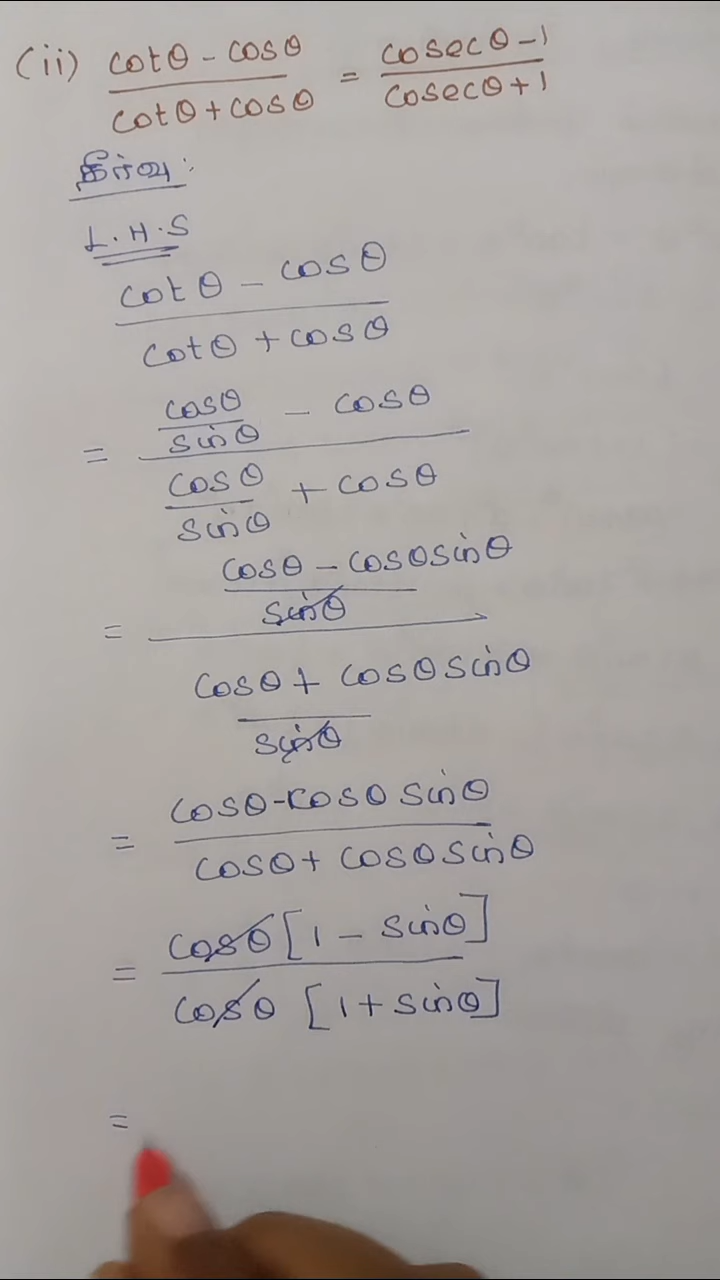 (ii) cotθ - cosθ / cotθ + cosθ = cosecθ - 1 / cosecθ + 1
தீர்வு:
L.H.S
cotθ - cosθ
cotθ + cosθ
= cosθ/sinθ - cosθ
cosθ/sinθ + cosθ
= cosθ - cosθ sinθ / sinθ
cosθ + cosθ sinθ / sinθ
= cosθ - cosθ sinθ
cosθ + cosθ sinθ
= cosθ [1 - sinθ]
cosθ [1 + sinθ]
=